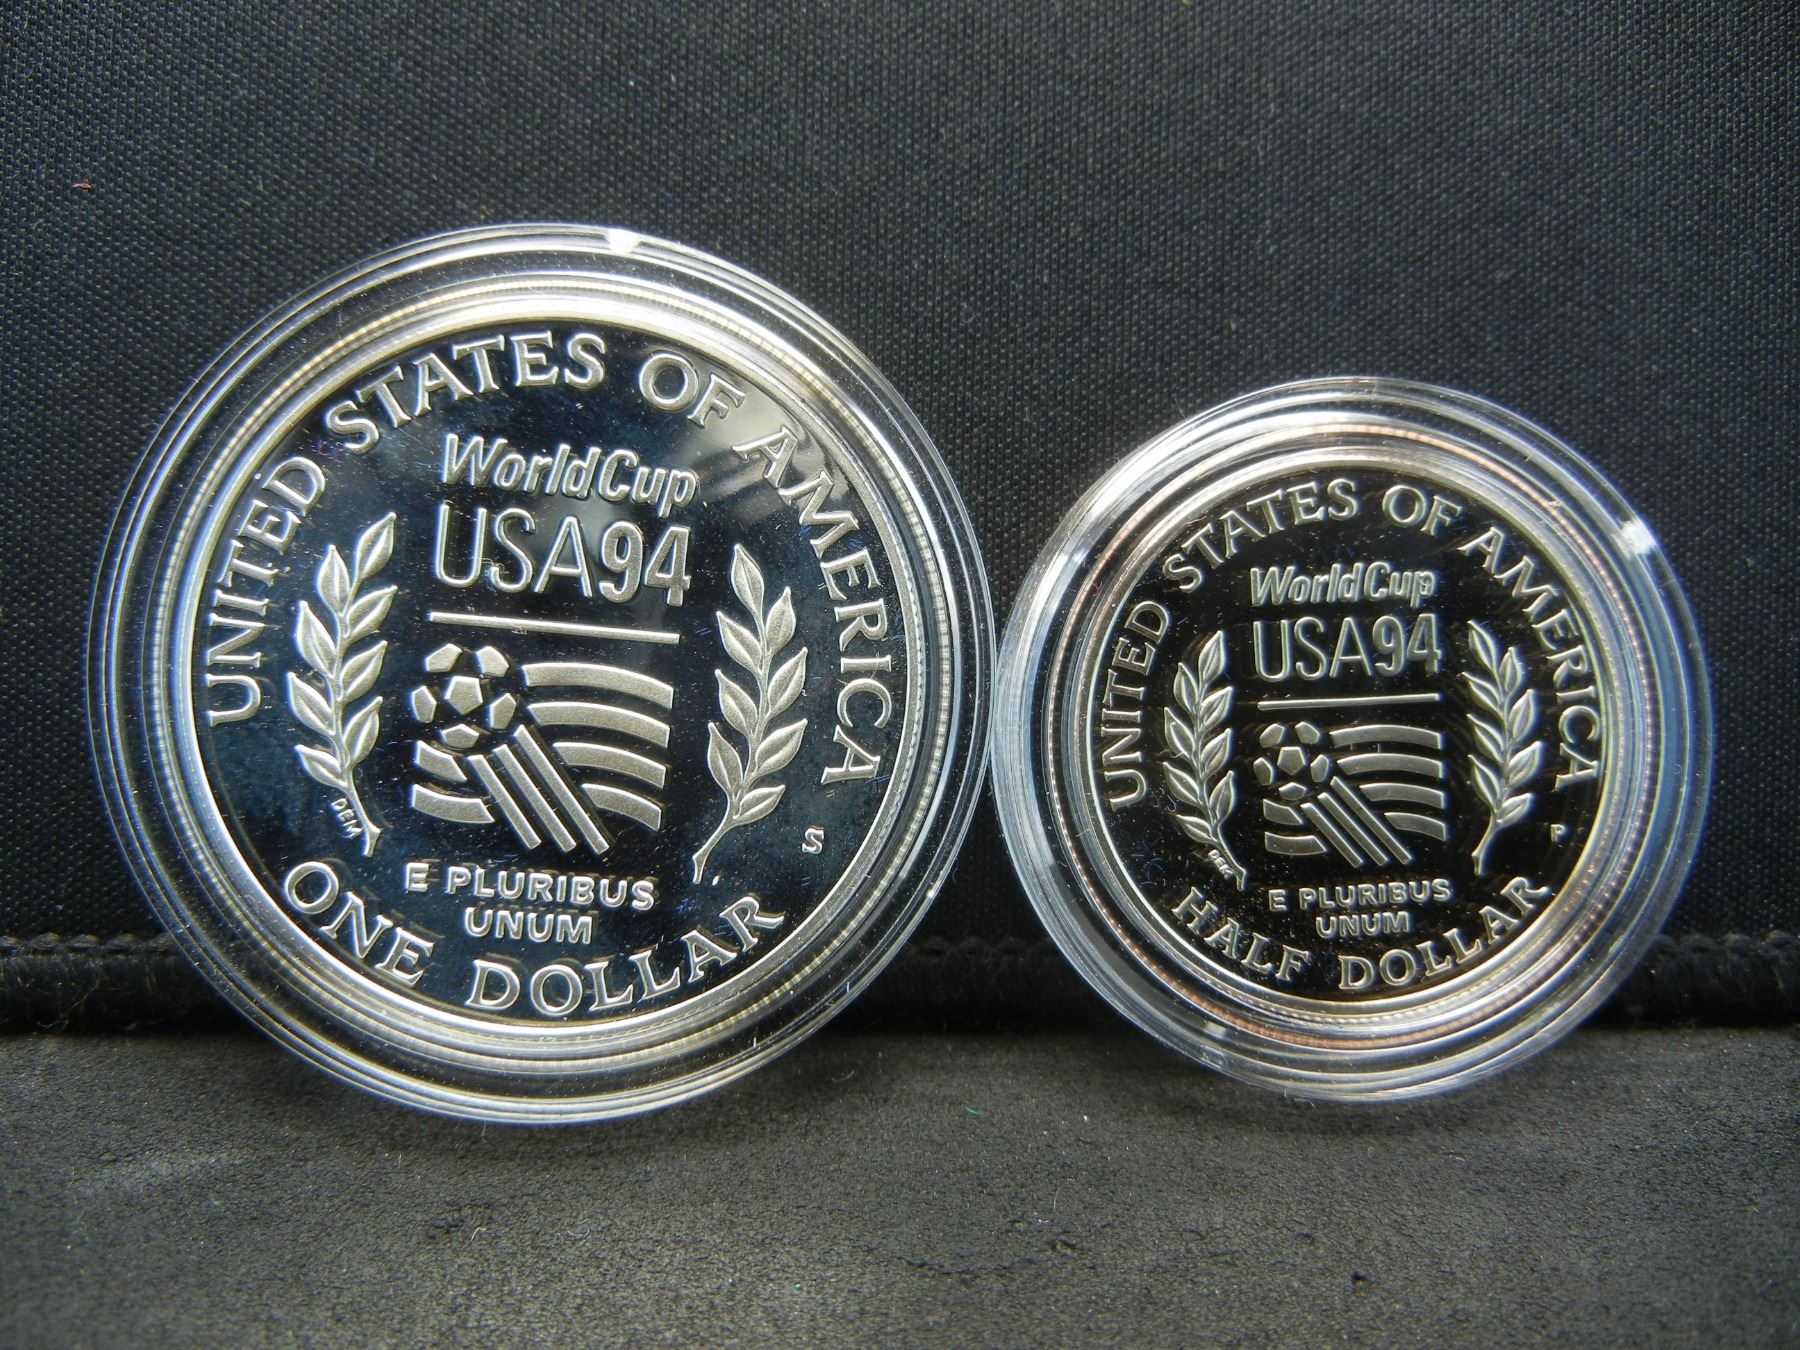 UNITED STATES OF AMERICA
WorldCup
USA94
DEM
S
E PLURIBUS
UNUM
ONE DOLLAR
UNITED STATES OF AMERICA
WorldCup
USA94
P
E PLURIBUS
UNUM
HALF DOLLAR